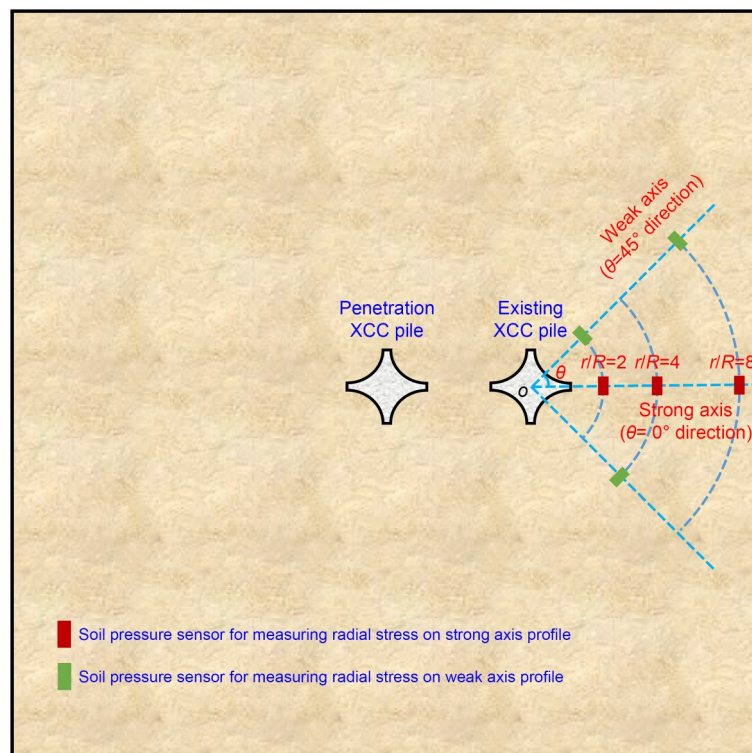 Weak axis
(θ=45° direction)
Penetration
XCC pile
Existing
XCC pile
θ
r/R=2 r/R=4 r/R=8
o
Strong axis
(θ= 0° direction)
Soil pressure sensor for measuring radial stress on strong axis profile
Soil pressure sensor for measuring radial stress on weak axis profile